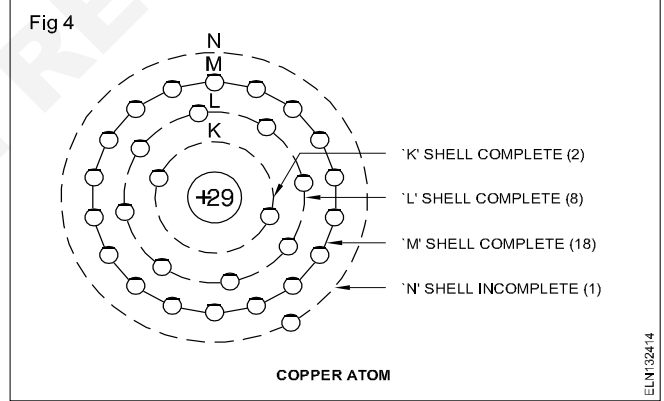 Fig 4
N
M
L
K
+29
`K' SHELL COMPLETE (2)
`L' SHELL COMPLETE (8)
`M' SHELL COMPLETE (18)
`N' SHELL INCOMPLETE (1)
COPPER ATOM
ELN132414